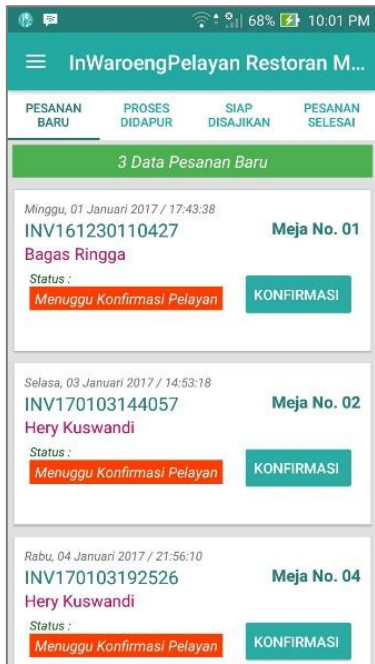 68% 10:01 PM
InWaroengPelayan Restoran M...
PESANAN BARU
PROSES DIDAPUR
SIAP DISAJIKAN
PESANAN SELESAI
3 Data Pesanan Baru
Minggu, 01 Januari 2017 / 17:43:38
INV161230110427 Meja No. 01
Bagas Ringga
Status :
Menuggu Konfirmasi Pelayan KONFIRMASI
Selasa, 03 Januari 2017 / 14:53:18
INV170103144057 Meja No. 02
Hery Kuswandi
Status :
Menuggu Konfirmasi Pelayan KONFIRMASI
Rabu, 04 Januari 2017 / 21:56:10
INV170103192526 Meja No. 04
Hery Kuswandi
Status :
Menuggu Konfirmasi Pelayan KONFIRMASI